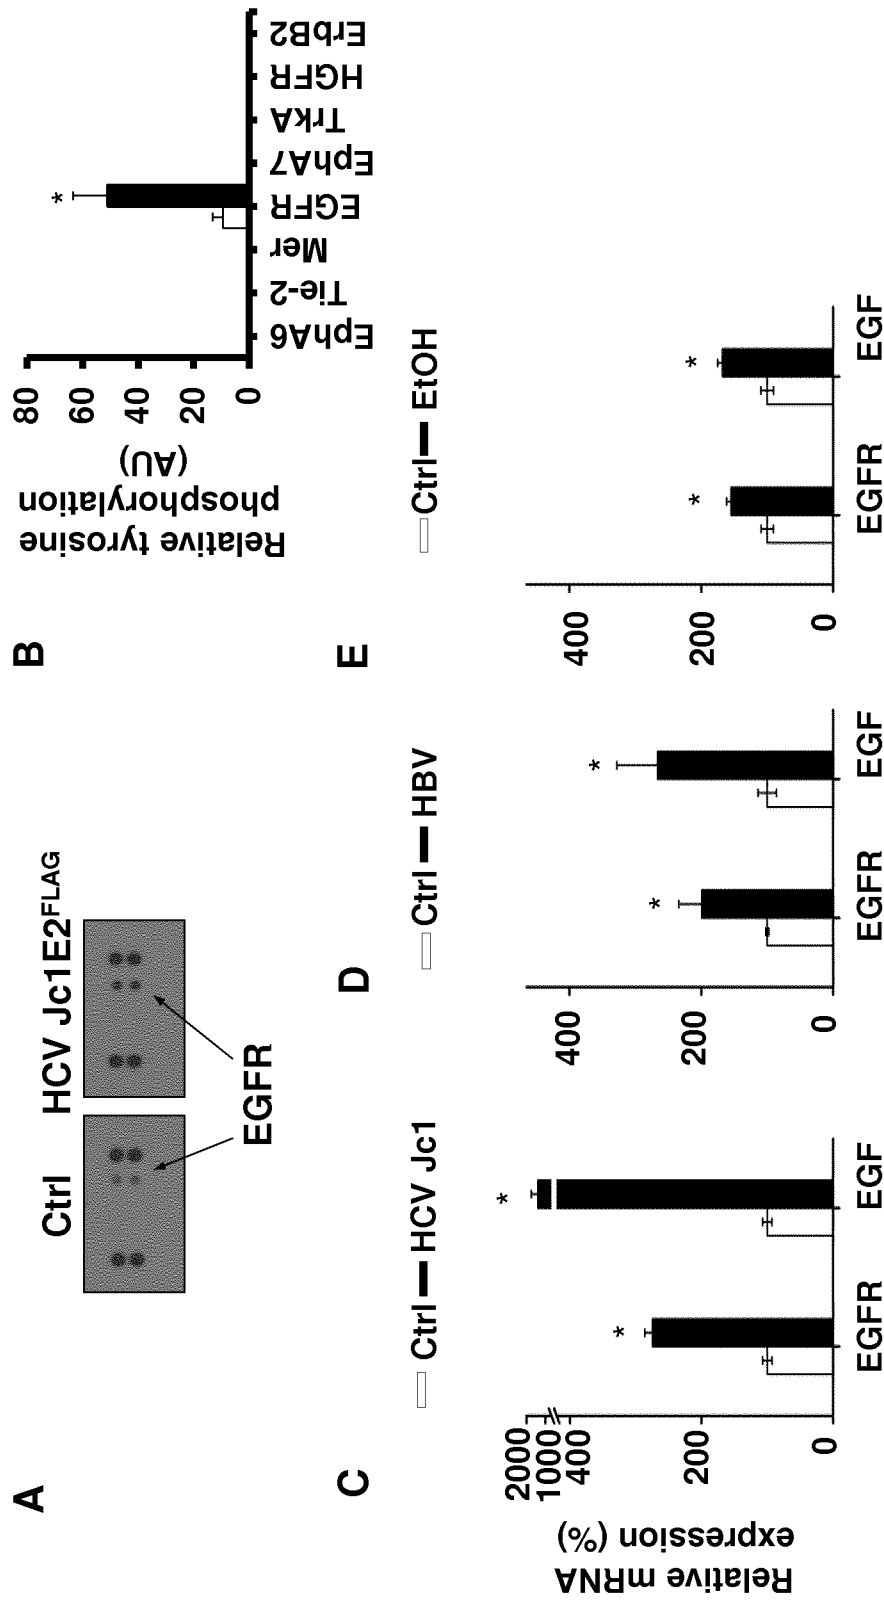 A
Ctrl
HCV Jc1E2FLAG
EGFR
B
Relative tyrosine
phosphorylation
(AU)
80
60
40
20
0
EphA6
Tie-2
Mer
EGFR
EphA7
TrkA
HGFR
ErbB2
*
C
Ctrl HCV Jc1
Relative mRNA
expression (%)
2000
1000
400
200
0
*
*
EGFR
EGF
D
Ctrl HBV
400
200
0
*
*
EGFR
EGF
E
Ctrl EtOH
400
200
0
*
*
EGFR
EGF